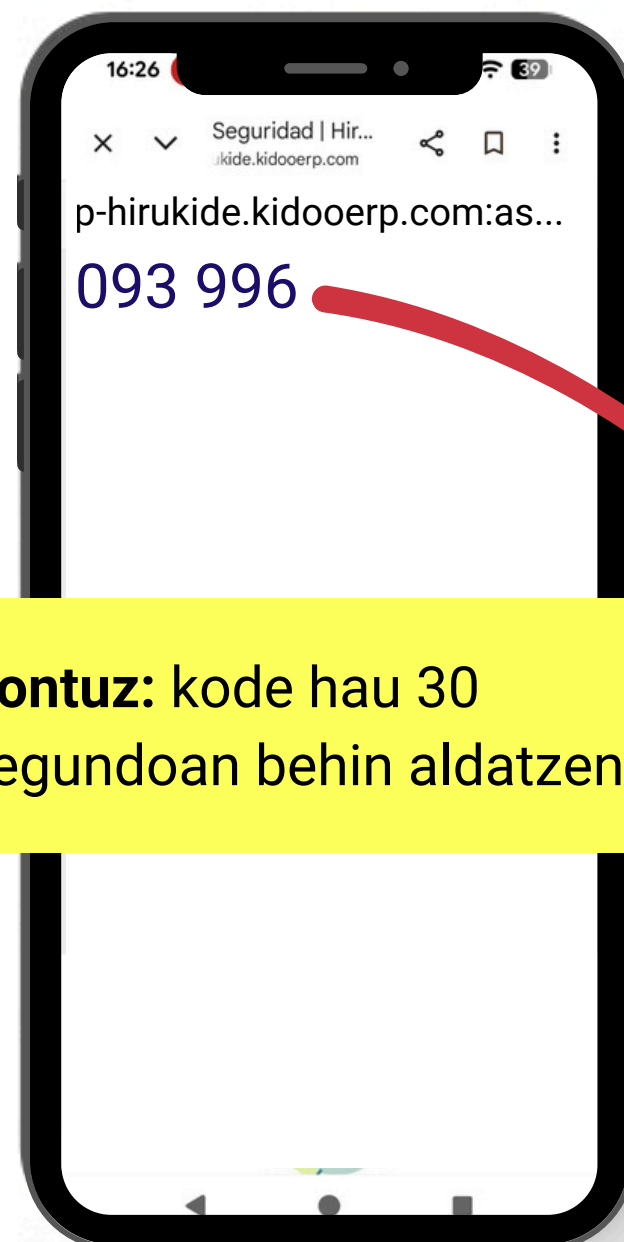 16:26
39
Seguridad | Hir...
ukide.kidooerp.com
p-hirukide.kidooerp.com:as...
093 996
ontuz: kode hau 30
egundoan behin aldatzen